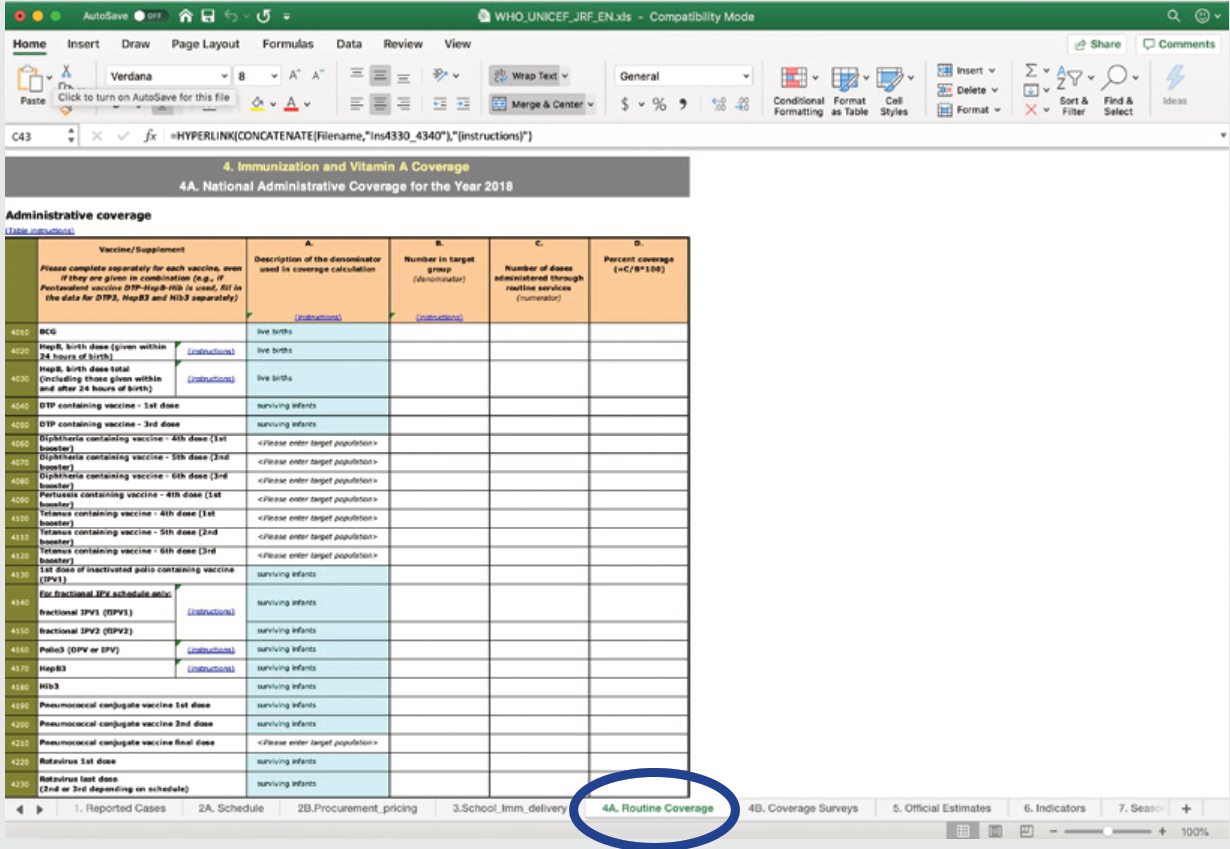 AutoSave OFF
WHO_UNICEF_JRF_EN.xls - Compatibility Mode
Home Insert Draw Page Layout Formulas Data Review View
Share Comments
Verdana 8 Wrap Text General Insert
Delete
Paste Click to turn on AutoSave for this file Merge & Center $ % Conditional Formatting Format as Table Cell Styles Format Sort & Filter Find & Select Ideas
C43 fx =HYPERLINK(CONCATENATE(Filename,"Ins4330_4340"),"(instructions)")
4. Immunization and Vitamin A Coverage
4A. National Administrative Coverage for the Year 2018
Administrative coverage
(Table instructions)
Vaccine/Supplement
Please complete separately for each vaccine, even
if they are given in combination (e.g., if
Pentavalent vaccine DTP-HepB-Hib is used, fill in
the data for DTP3, HepB3 and Hib3 separately)
A.
Description of the denominator
used in coverage calculation
(instructions)
B.
Number in target
group
(denominator)
(instructions)
C.
Number of doses
administered through
routine services
(numerator)
D.
Percent coverage
(=C/B*100)
4010 BCG live births
4020 HepB, birth dose (given within
24 hours of birth) (instructions) live births
4030 HepB, birth dose total
(including those given within
and after 24 hours of birth) (instructions) live births
4040 DTP containing vaccine - 1st dose surviving infants
4050 DTP containing vaccine - 3rd dose surviving infants
4060 Diphtheria containing vaccine - 4th dose (1st
booster) <Please enter target population>
4070 Diphtheria containing vaccine - 5th dose (2nd
booster) <Please enter target population>
4080 Diphtheria containing vaccine - 6th dose (3rd
booster) <Please enter target population>
4090 Pertussis containing vaccine - 4th dose (1st
booster) <Please enter target population>
4100 Tetanus containing vaccine - 4th dose (1st
booster) <Please enter target population>
4110 Tetanus containing vaccine - 5th dose (2nd
booster) <Please enter target population>
4120 Tetanus containing vaccine - 6th dose (3rd
booster) <Please enter target population>
4130 1st dose of inactivated polio containing vaccine
(IPV1) surviving infants
4140 For fractional IPV schedule only:
fractional IPV1 (fIPV1) (instructions) surviving infants
4150 fractional IPV2 (fIPV2) surviving infants
4160 Polio3 (OPV or IPV) (instructions) surviving infants
4170 HepB3 (instructions) surviving infants
4180 Hib3 surviving infants
4190 Pneumococcal conjugate vaccine 1st dose surviving infants
4200 Pneumococcal conjugate vaccine 2nd dose surviving infants
4210 Pneumococcal conjugate vaccine final dose <Please enter target population>
4220 Rotavirus 1st dose surviving infants
4230 Rotavirus last dose
(2nd or 3rd depending on schedule) surviving infants
1. Reported Cases 2A. Schedule 2B.Procurement_pricing 3.School_Imm_delivery 4A. Routine Coverage 4B. Coverage Surveys 5. Official Estimates 6. Indicators 7. Seaso
100%